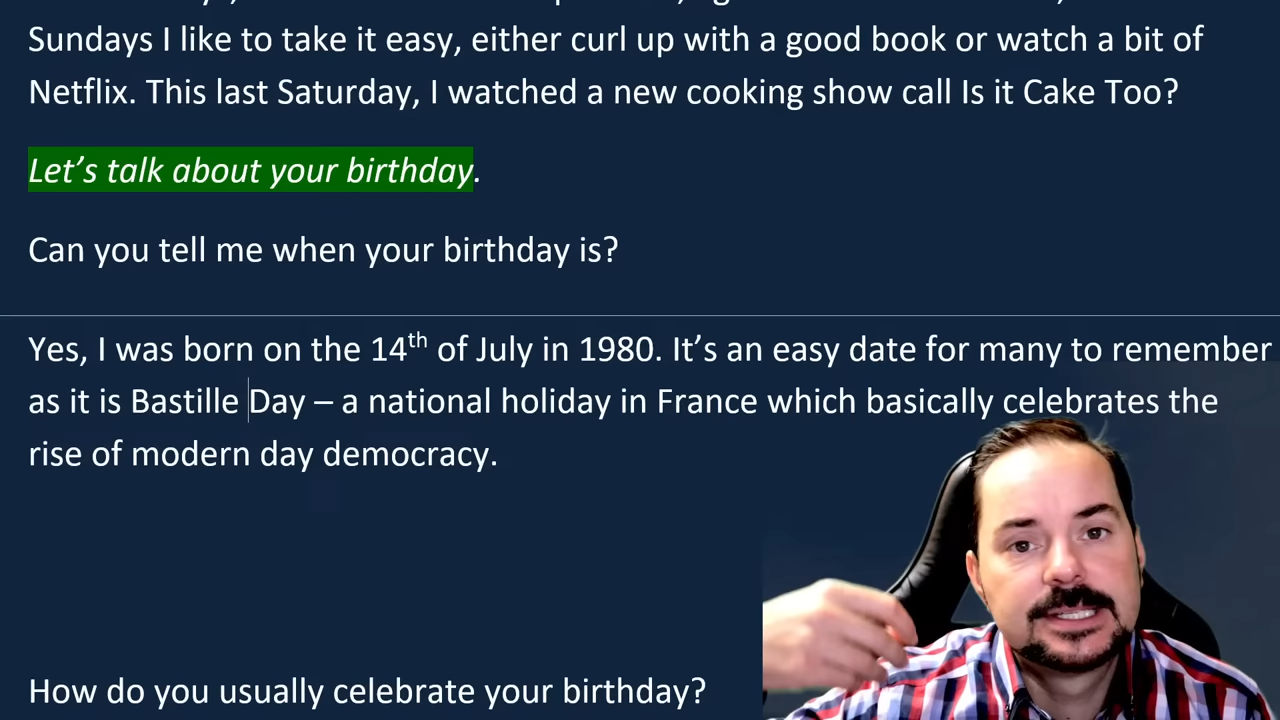 Sundays I like to take it easy, either curl up with a good book or watch a bit of
Netflix. This last Saturday, I watched a new cooking show call Is it Cake Too?
Let’s talk about your birthday.
Can you tell me when your birthday is?
Yes, I was born on the 14th of July in 1980. It’s an easy date for many to remember
as it is Bastille Day – a national holiday in France which basically celebrates the
rise of modern day democracy.
How do you usually celebrate your birthday?